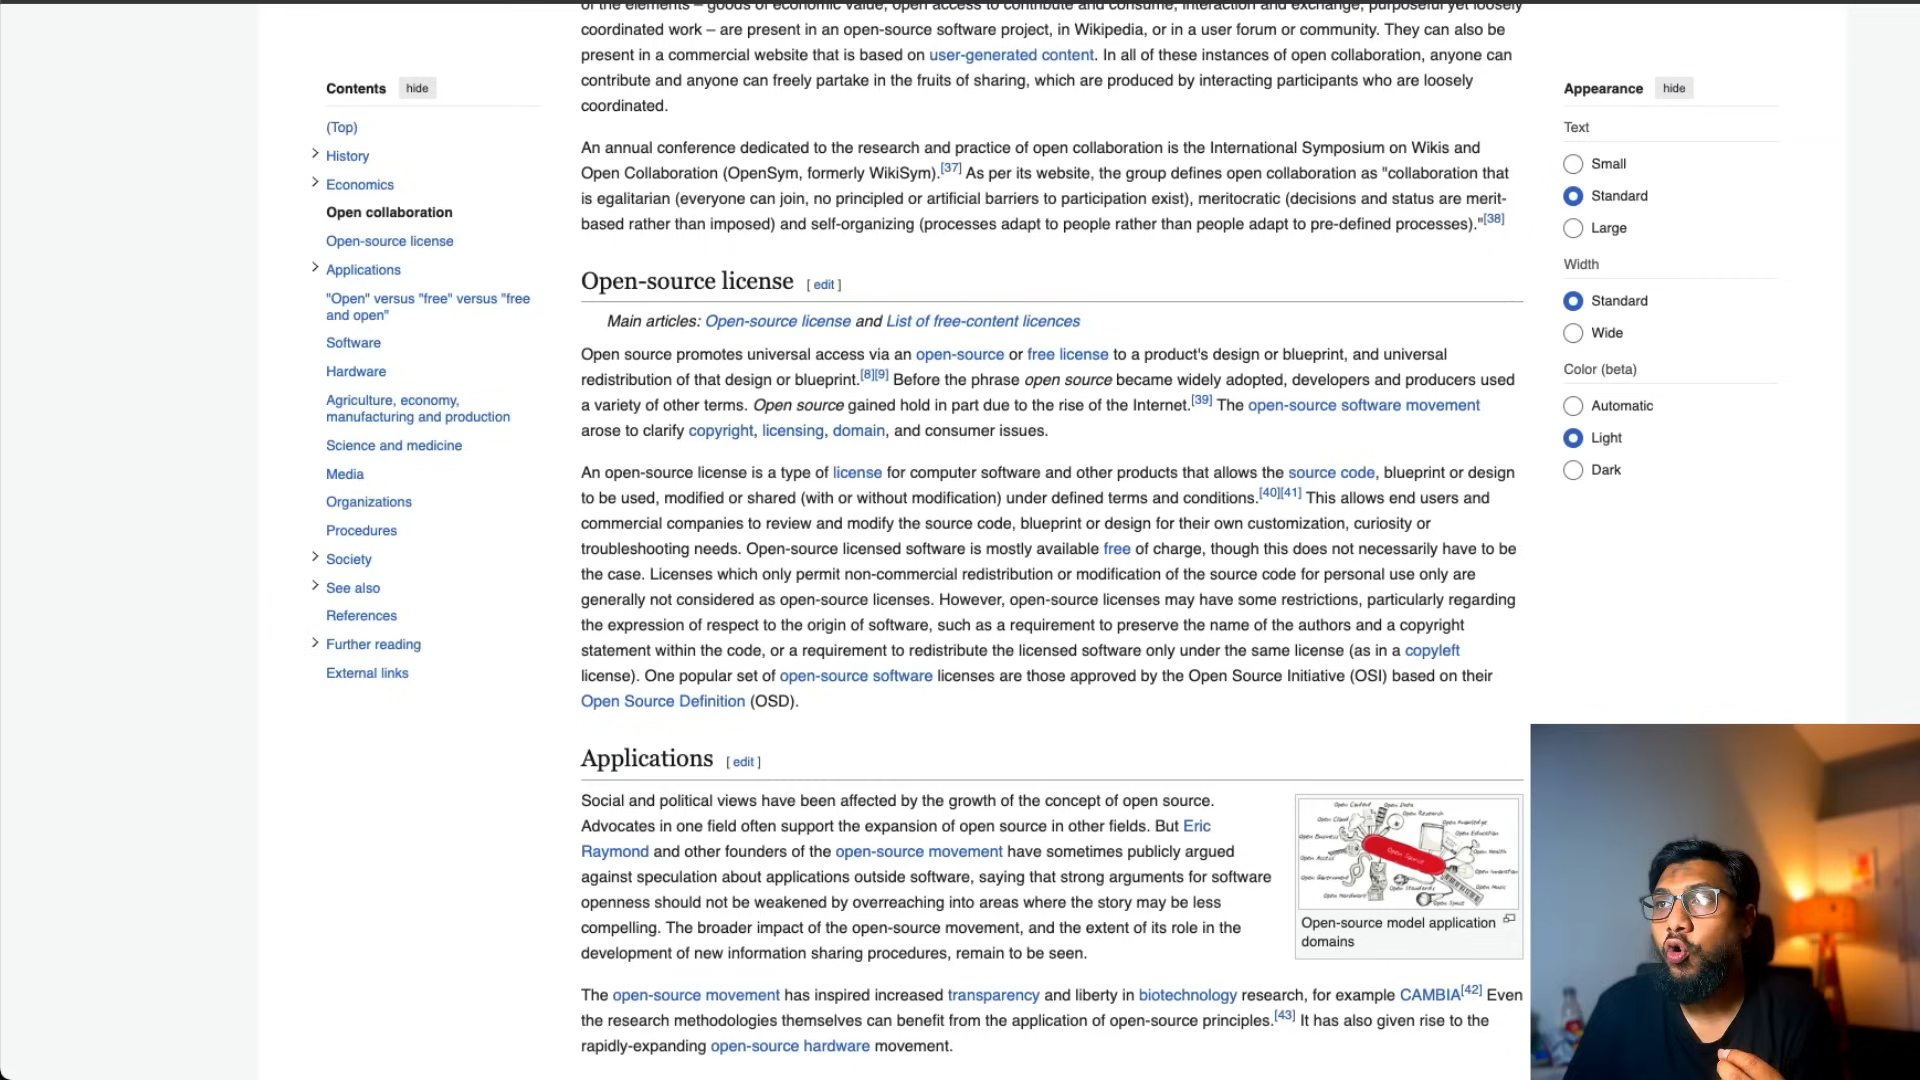 of the elements – goods of economic value, open access to contribute and consume, interaction and exchange, purposeful yet loosely
coordinated work – are present in an open-source software project, in Wikipedia, or in a user forum or community. They can also be
present in a commercial website that is based on user-generated content. In all of these instances of open collaboration, anyone can
contribute and anyone can freely partake in the fruits of sharing, which are produced by interacting participants who are loosely
coordinated.
An annual conference dedicated to the research and practice of open collaboration is the International Symposium on Wikis and
Open Collaboration (OpenSym, formerly WikiSym).[37] As per its website, the group defines open collaboration as "collaboration that
is egalitarian (everyone can join, no principled or artificial barriers to participation exist), meritocratic (decisions and status are merit-
based rather than imposed) and self-organizing (processes adapt to people rather than people adapt to pre-defined processes)."[38]
Contents hide
(Top)
History
Economics
Open collaboration
Open-source license
Applications
"Open" versus "free" versus "free
and open"
Software
Hardware
Agriculture, economy,
manufacturing and production
Science and medicine
Media
Organizations
Procedures
Society
See also
References
Further reading
External links
Open-source license [ edit ]
Main articles: Open-source license and List of free-content licences
Open source promotes universal access via an open-source or free license to a product's design or blueprint, and universal
redistribution of that design or blueprint.[8][9] Before the phrase open source became widely adopted, developers and producers used
a variety of other terms. Open source gained hold in part due to the rise of the Internet.[39] The open-source software movement
arose to clarify copyright, licensing, domain, and consumer issues.
An open-source license is a type of license for computer software and other products that allows the source code, blueprint or design
to be used, modified or shared (with or without modification) under defined terms and conditions.[40][41] This allows end users and
commercial companies to review and modify the source code, blueprint or design for their own customization, curiosity or
troubleshooting needs. Open-source licensed software is mostly available free of charge, though this does not necessarily have to be
the case. Licenses which only permit non-commercial redistribution or modification of the source code for personal use only are
generally not considered as open-source licenses. However, open-source licenses may have some restrictions, particularly regarding
the expression of respect to the origin of software, such as a requirement to preserve the name of the authors and a copyright
statement within the code, or a requirement to redistribute the licensed software only under the same license (as in a copyleft
license). One popular set of open-source software licenses are those approved by the Open Source Initiative (OSI) based on their
Open Source Definition (OSD).
Applications [ edit ]
Social and political views have been affected by the growth of the concept of open source.
Advocates in one field often support the expansion of open source in other fields. But Eric
Raymond and other founders of the open-source movement have sometimes publicly argued
against speculation about applications outside software, saying that strong arguments for software
openness should not be weakened by overreaching into areas where the story may be less
compelling. The broader impact of the open-source movement, and the extent of its role in the
development of new information sharing procedures, remain to be seen.
Open Content
Open Data
Open Research
Open Cloud
Open Knowledge
Open Education
Open Business
Open Source
Open Health
Open Access
Open Innovation
Open Government
Open Standards
Open Music
Open Hardware
Open Space
Open-source model application
domains
The open-source movement has inspired increased transparency and liberty in biotechnology research, for example CAMBIA[42] Even
the research methodologies themselves can benefit from the application of open-source principles.[43] It has also given rise to the
rapidly-expanding open-source hardware movement.
Appearance hide
Text
Small
Standard
Large
Width
Standard
Wide
Color (beta)
Automatic
Light
Dark